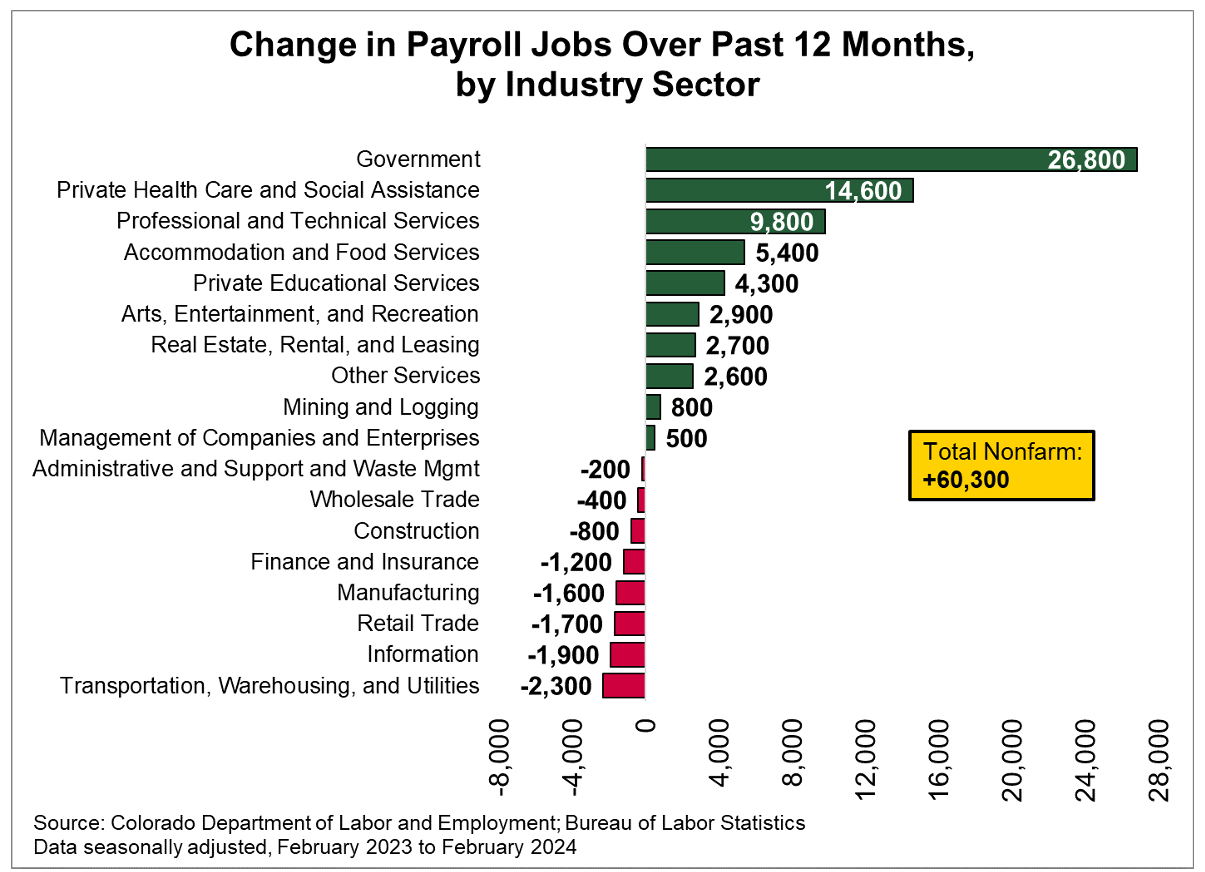 Change in Payroll Jobs Over Past 12 Months,
by Industry Sector
Government 26,800
Private Health Care and Social Assistance 14,600
Professional and Technical Services 9,800
Accommodation and Food Services 5,400
Private Educational Services 4,300
Arts, Entertainment, and Recreation 2,900
Real Estate, Rental, and Leasing 2,700
Other Services 2,600
Mining and Logging 800
Management of Companies and Enterprises 500
Administrative and Support and Waste Mgmt -200
Wholesale Trade -400
Construction -800
Finance and Insurance -1,200
Manufacturing -1,600
Retail Trade -1,700
Information -1,900
Transportation, Warehousing, and Utilities -2,300
Total Nonfarm:
+60,300
-8,000 -4,000 0 4,000 8,000 12,000 16,000 20,000 24,000 28,000
Source: Colorado Department of Labor and Employment; Bureau of Labor Statistics
Data seasonally adjusted, February 2023 to February 2024